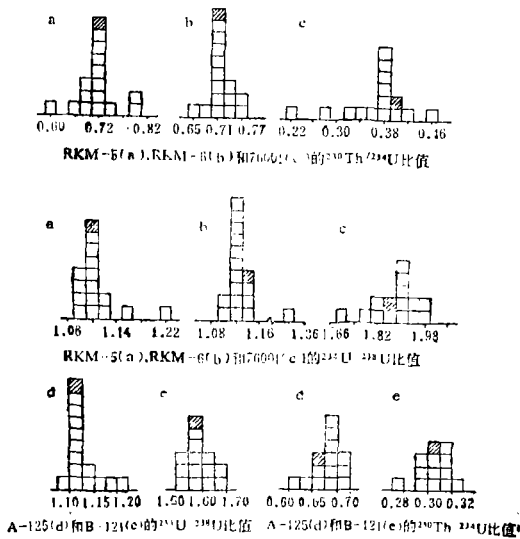 a b c
0.60 0.72 0.82 0.65 0.71 0.77 0.22 0.30 0.38 0.46
RKM-5(a),RKM-6(b)和76001(c)的²³⁰Th/²³⁴U比值
a b c
1.06 1.14 1.22 1.08 1.16 1.36 1.66 1.82 1.98
RKM-5(a),RKM-6(b)和76001(c)的²³⁴U/²³⁸U比值
d e d e
1.10 1.15 1.20 1.50 1.60 1.70 0.60 0.65 0.70 0.28 0.30 0.32
A-125(d)和B-121(e)的²³⁴U/²³⁸U比值 A-125(d)和B-121(e)的²³⁰Th/²³⁴U比值